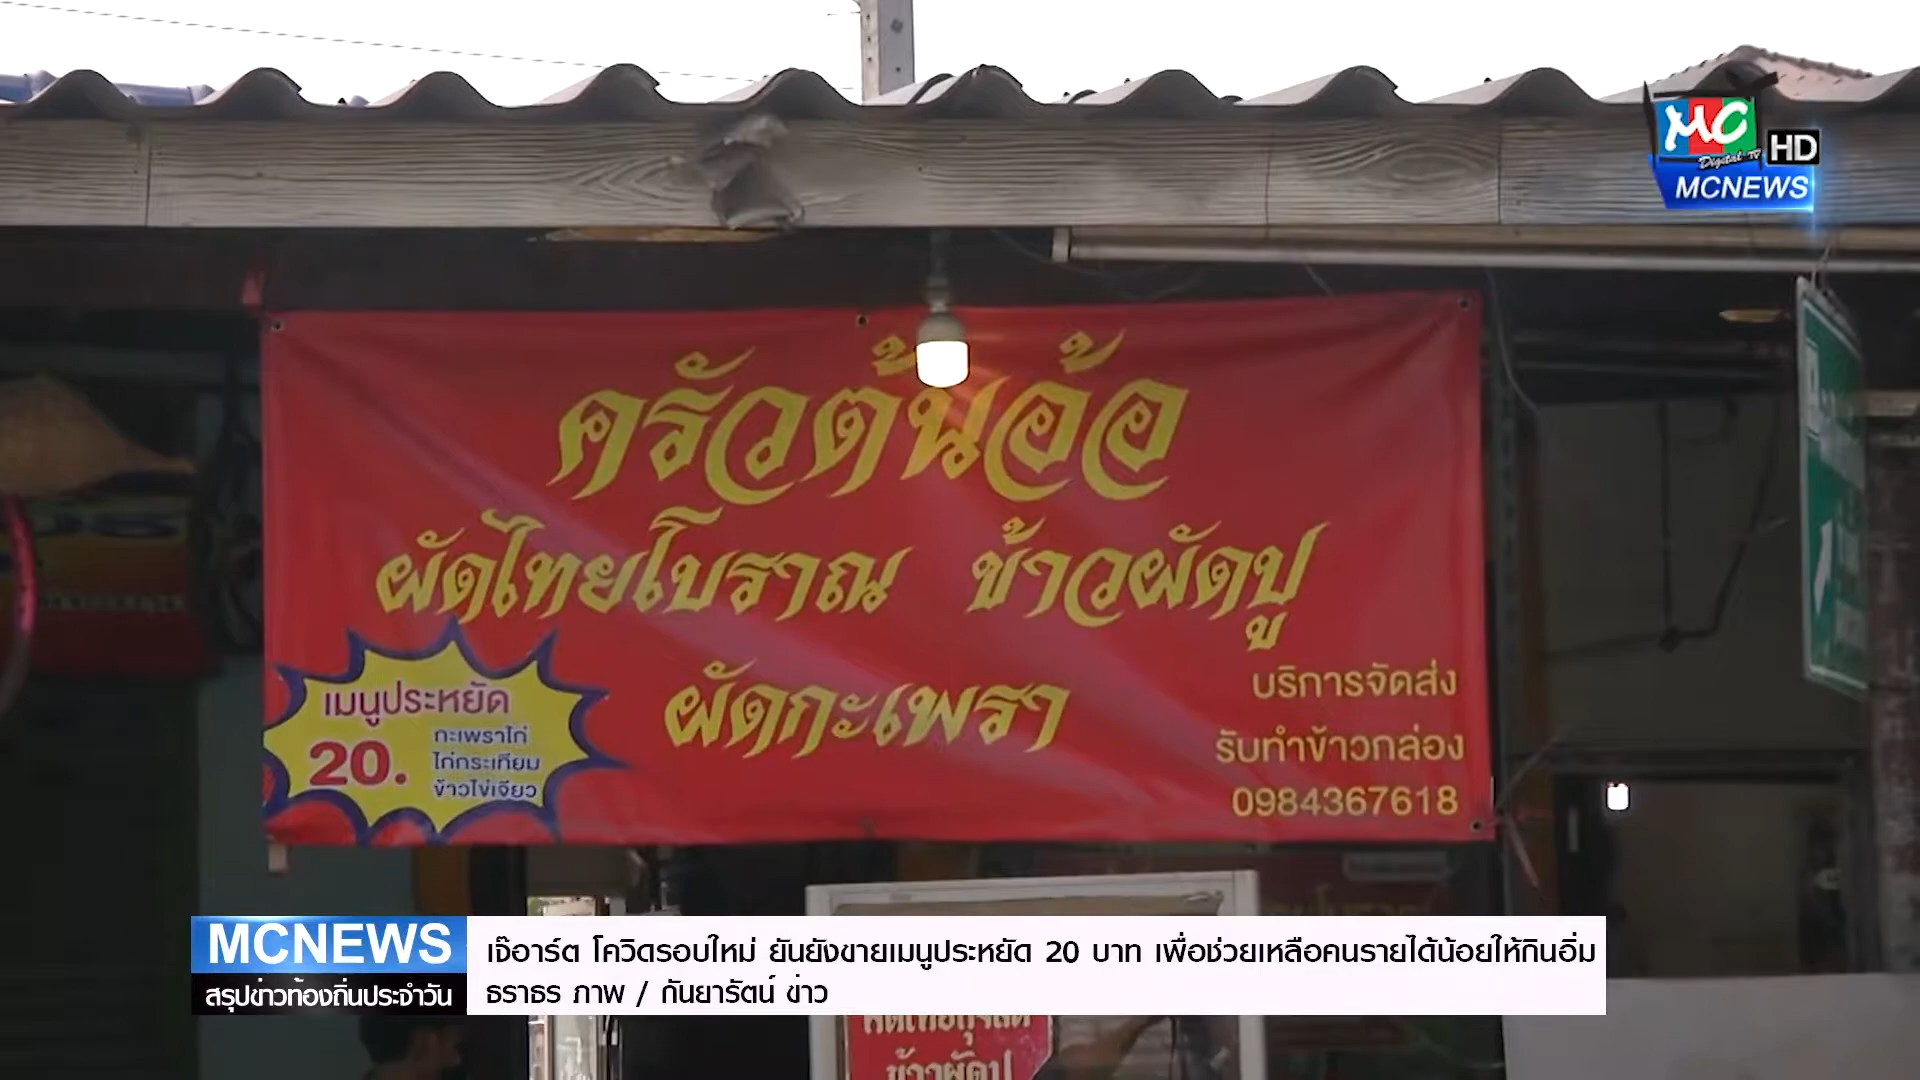 MC
Digital TV
HD
MCNEWS
ครัวต้นอ้อ
ผัดไทยโบราณ ข้าวผัดปู
ผัดกะเพรา
เมนูประหยัด
20.
กะเพราไก่
ไก่กระเทียม
ข้าวไข่เจียว
บริการจัดส่ง
รับทำข้าวกล่อง
0984367618
MCNEWS
สรุปข่าวท้องถิ่นประจำวัน
เจ๊อาร์ต โควิดรอบใหม่ ยันยังขายเมนูประหยัด 20 บาท เพื่อช่วยเหลือคนรายได้น้อยให้กินอิ่ม
ธราธร ภาพ / กันยารัตน์ ข่าว
ข้าวผัดปู